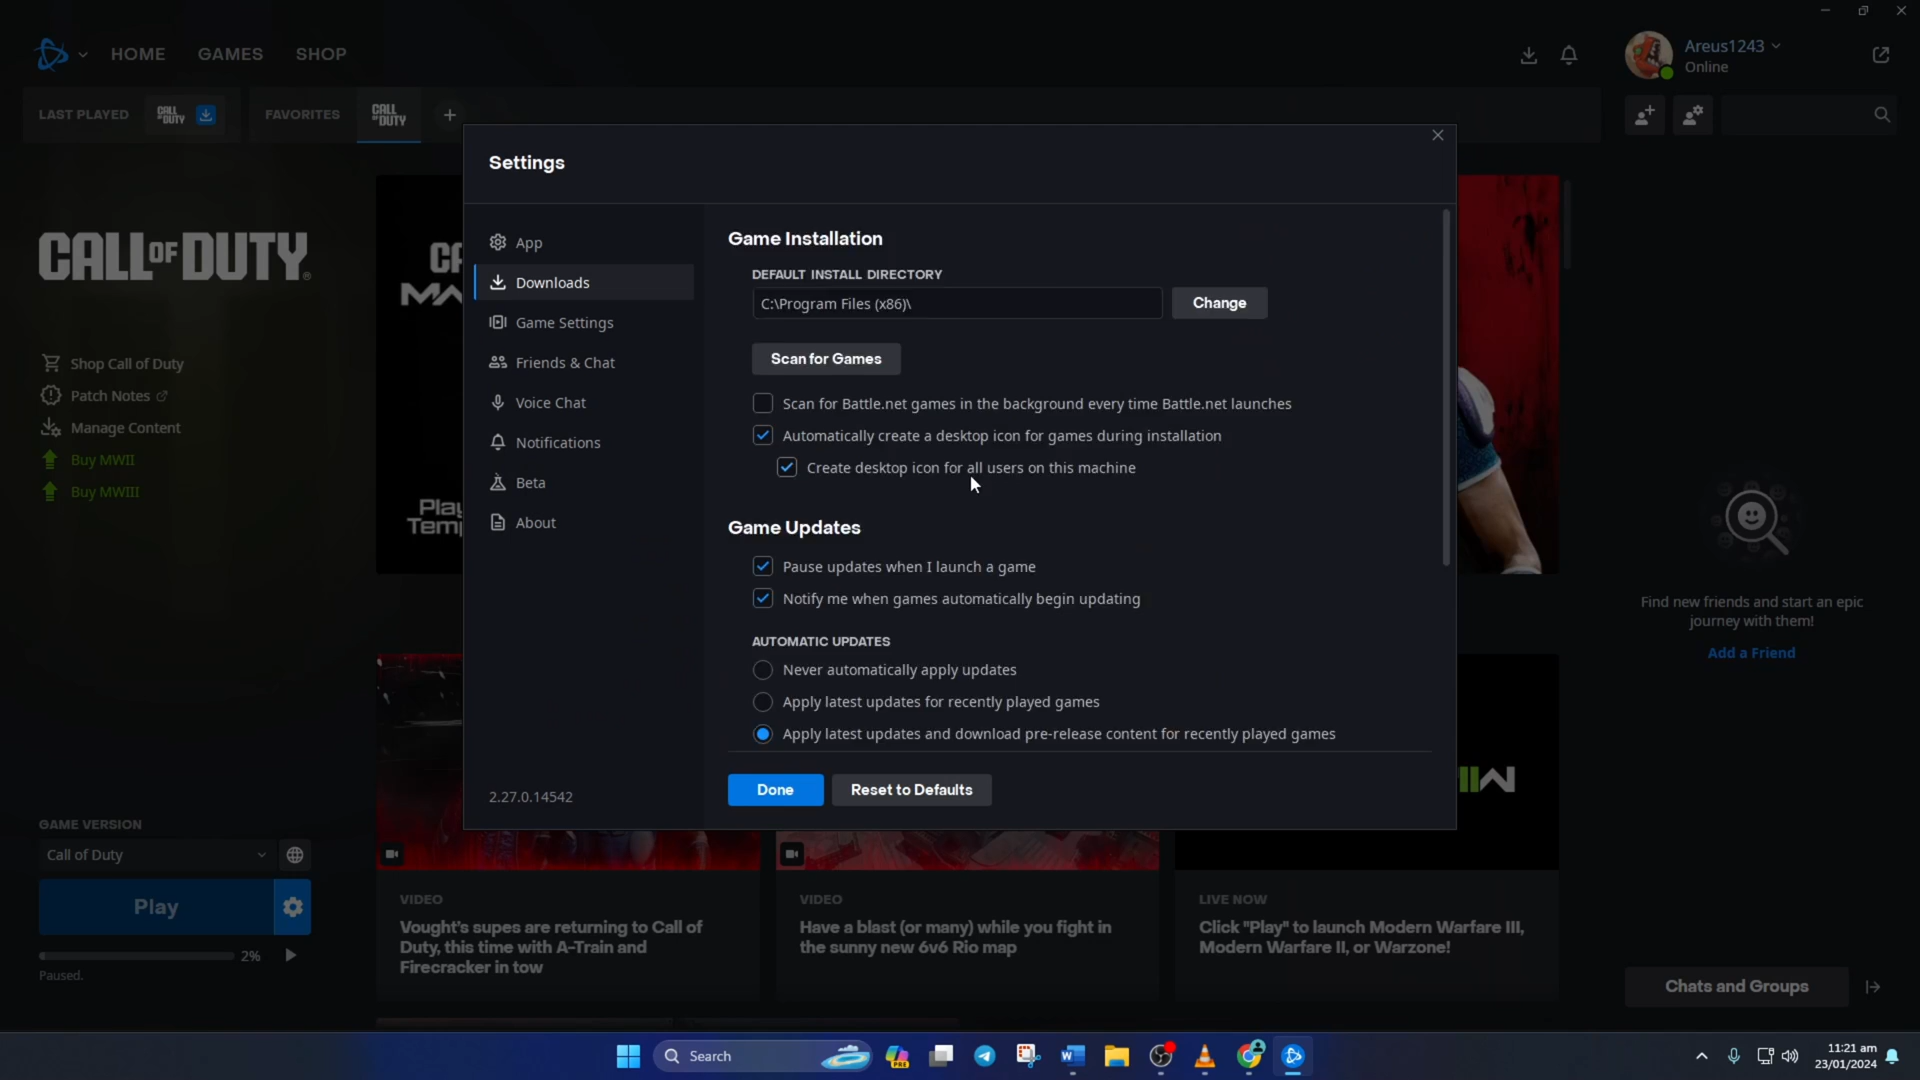 HOME
GAMES
SHOP
Areus1243
Online
LAST PLAYED
CALL OF DUTY
FAVORITES
CALL OF DUTY
Settings
App
Downloads
Game Settings
Friends & Chat
Voice Chat
Notifications
Beta
About
2.27.0.14542
Game Installation
DEFAULT INSTALL DIRECTORY
C:\Program Files (x86)\
Change
Scan for Games
Scan for Battle.net games in the background every time Battle.net launches
Automatically create a desktop icon for games during installation
Create desktop icon for all users on this machine
Game Updates
Pause updates when I launch a game
Notify me when games automatically begin updating
AUTOMATIC UPDATES
Never automatically apply updates
Apply latest updates for recently played games
Apply latest updates and download pre-release content for recently played games
Done
Reset to Defaults
CALL OF DUTY
Shop Call of Duty
Patch Notes
Manage Content
Buy MWII
Buy MWIII
GAME VERSION
Call of Duty
Play
2%
Paused.
VIDEO
Vought's supes are returning to Call of
Duty, this time with A-Train and
Firecracker in tow
VIDEO
Have a blast (or many) while you fight in
the sunny new 6v6 Rio map
LIVE NOW
Click "Play" to launch Modern Warfare III,
Modern Warfare II, or Warzone!
Find new friends and start an epic
journey with them!
Add a Friend
Chats and Groups
Search
PRE
11:21 am
23/01/2024